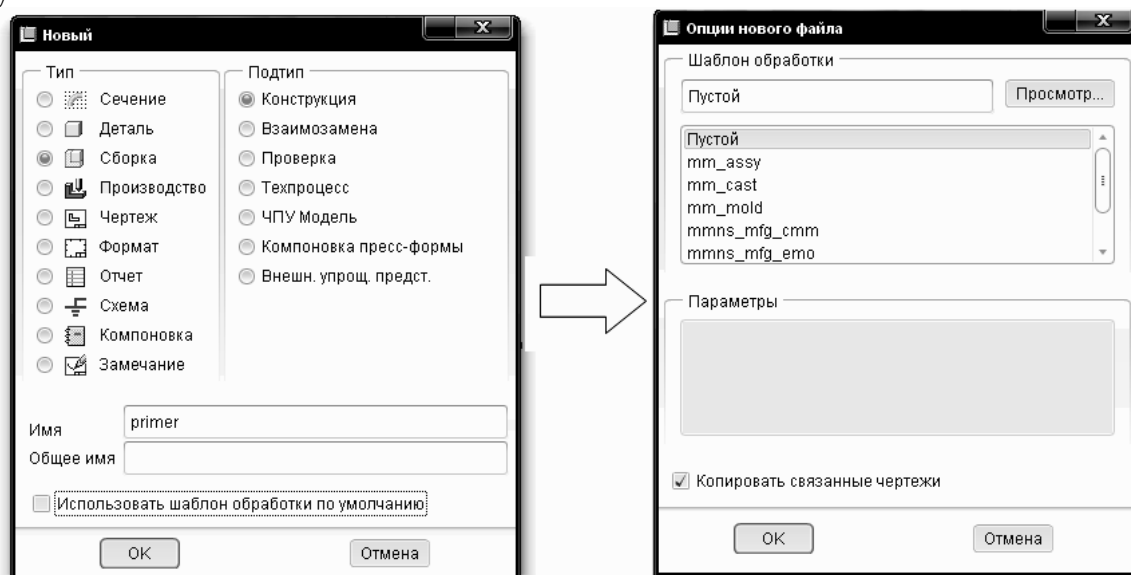 )
Новый
Тип
Сечение
Деталь
Сборка
Производство
Чертеж
Формат
Отчет
Схема
Компоновка
Замечание
Подтип
Конструкция
Взаимозамена
Проверка
Техпроцесс
ЧПУ Модель
Компоновка пресс-формы
Внешн. упрощ. предст.
Имя
primer
Общее имя
Использовать шаблон обработки по умолчанию
OK
Отмена
Опции нового файла
Шаблон обработки
Пустой
Просмотр...
Пустой
mm_assy
mm_cast
mm_mold
mmns_mfg_cmm
mmns_mfg_emo
Параметры
Копировать связанные чертежи
OK
Отмена